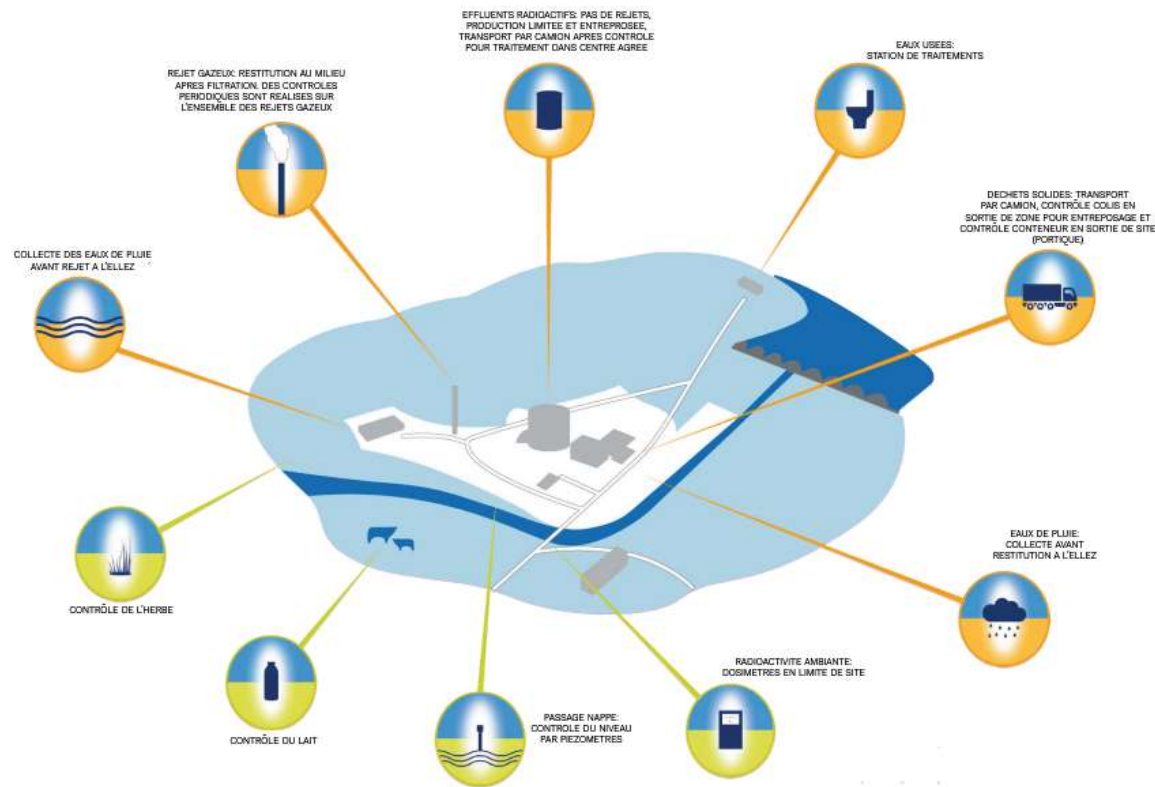 EFFLUENTS RADIOACTIFS: PAS DE REJETS,
PRODUCTION LIMITEE ET ENTREPROSEE,
TRANSPORT PAR CAMION APRES CONTROLE
POUR TRAITEMENT DANS CENTRE AGREE
EAUX USEES:
STATION DE TRAITEMENTS
REJET GAZEUX: RESTITUTION AU MILIEU
APRES FILTRATION. DES CONTROLES
PERIODIQUES SONT REALISES SUR
L'ENSEMBLE DES REJETS GAZEUX
DECHETS SOLIDES: TRANSPORT
PAR CAMION, CONTRÔLE COLIS EN
SORTIE DE ZONE POUR ENTREPOSAGE ET
CONTRÔLE CONTENEUR EN SORTIE DE SITE
(PORTIQUE)
COLLECTE DES EAUX DE PLUIE
AVANT REJET A L'ELLEZ
EAUX DE PLUIE:
COLLECTE AVANT
RESTITUTION A L'ELLEZ
CONTRÔLE DE L'HERBE
RADIOACTIVITE AMBIANTE:
DOSIMETRES EN LIMITE DE SITE
PASSAGE NAPPE:
CONTROLE DU NIVEAU
PAR PIEZOMETRES
CONTRÔLE DU LAIT